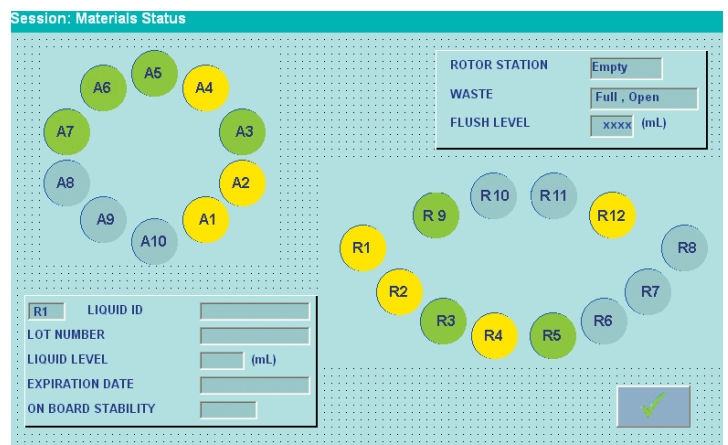 Session: Materials Status
A5
A6
A4
A7
A3
A8
A2
A9
A1
A10
ROTOR STATION Empty
WASTE Full , Open
FLUSH LEVEL xxxx (mL)
R10
R11
R 9
R12
R1
R8
R2
R7
R3
R6
R4
R5
R1 LIQUID ID
LOT NUMBER
LIQUID LEVEL (mL)
EXPIRATION DATE
ON BOARD STABILITY